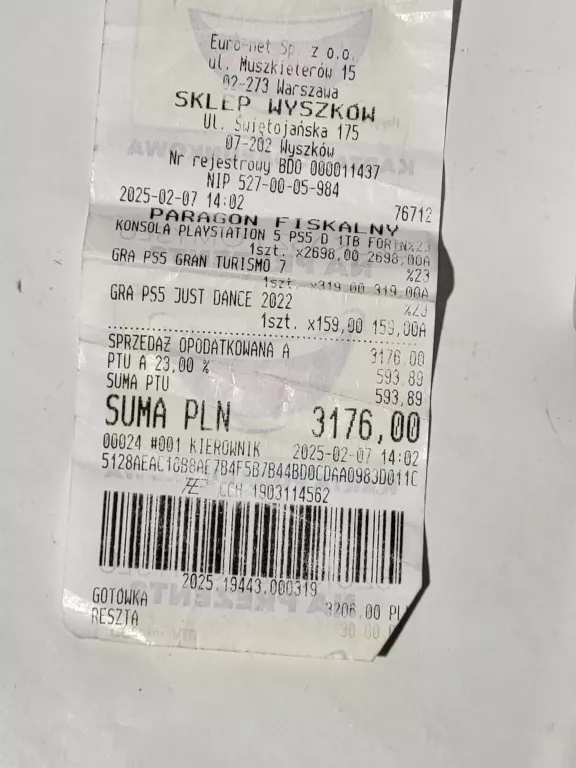 Euro-net Sp. z o.o.
ul. Muszkieterów 15
02-273 Warszawa
SKLEP WYSZKÓW
Ul. Świętojańska 175
07-202 Wyszków
Nr rejestrowy BDO 000011437
NIP 527-00-05-984
2025-02-07 14:02 76712
PARAGON FISKALNY
KONSOLA PLAYSTATION 5 PS5 D 1TB FORTN%23
1szt. x2698,00 2698,00A
GRA PS5 GRAN TURISMO 7 %23
1szt. x319,00 319,00A
GRA PS5 JUST DANCE 2022 %23
1szt. x159,00 159,00A
SPRZEDAŻ OPODATKOWANA A 3176,00
PTU A 23,00 % 593,89
SUMA PTU 593,89
SUMA PLN 3176,00
00024 #001 KIEROWNIK 2025-02-07 14:02
1903114562
2025.19443.000319
GOTÓWKA 3206,00
RESZTA 30,00